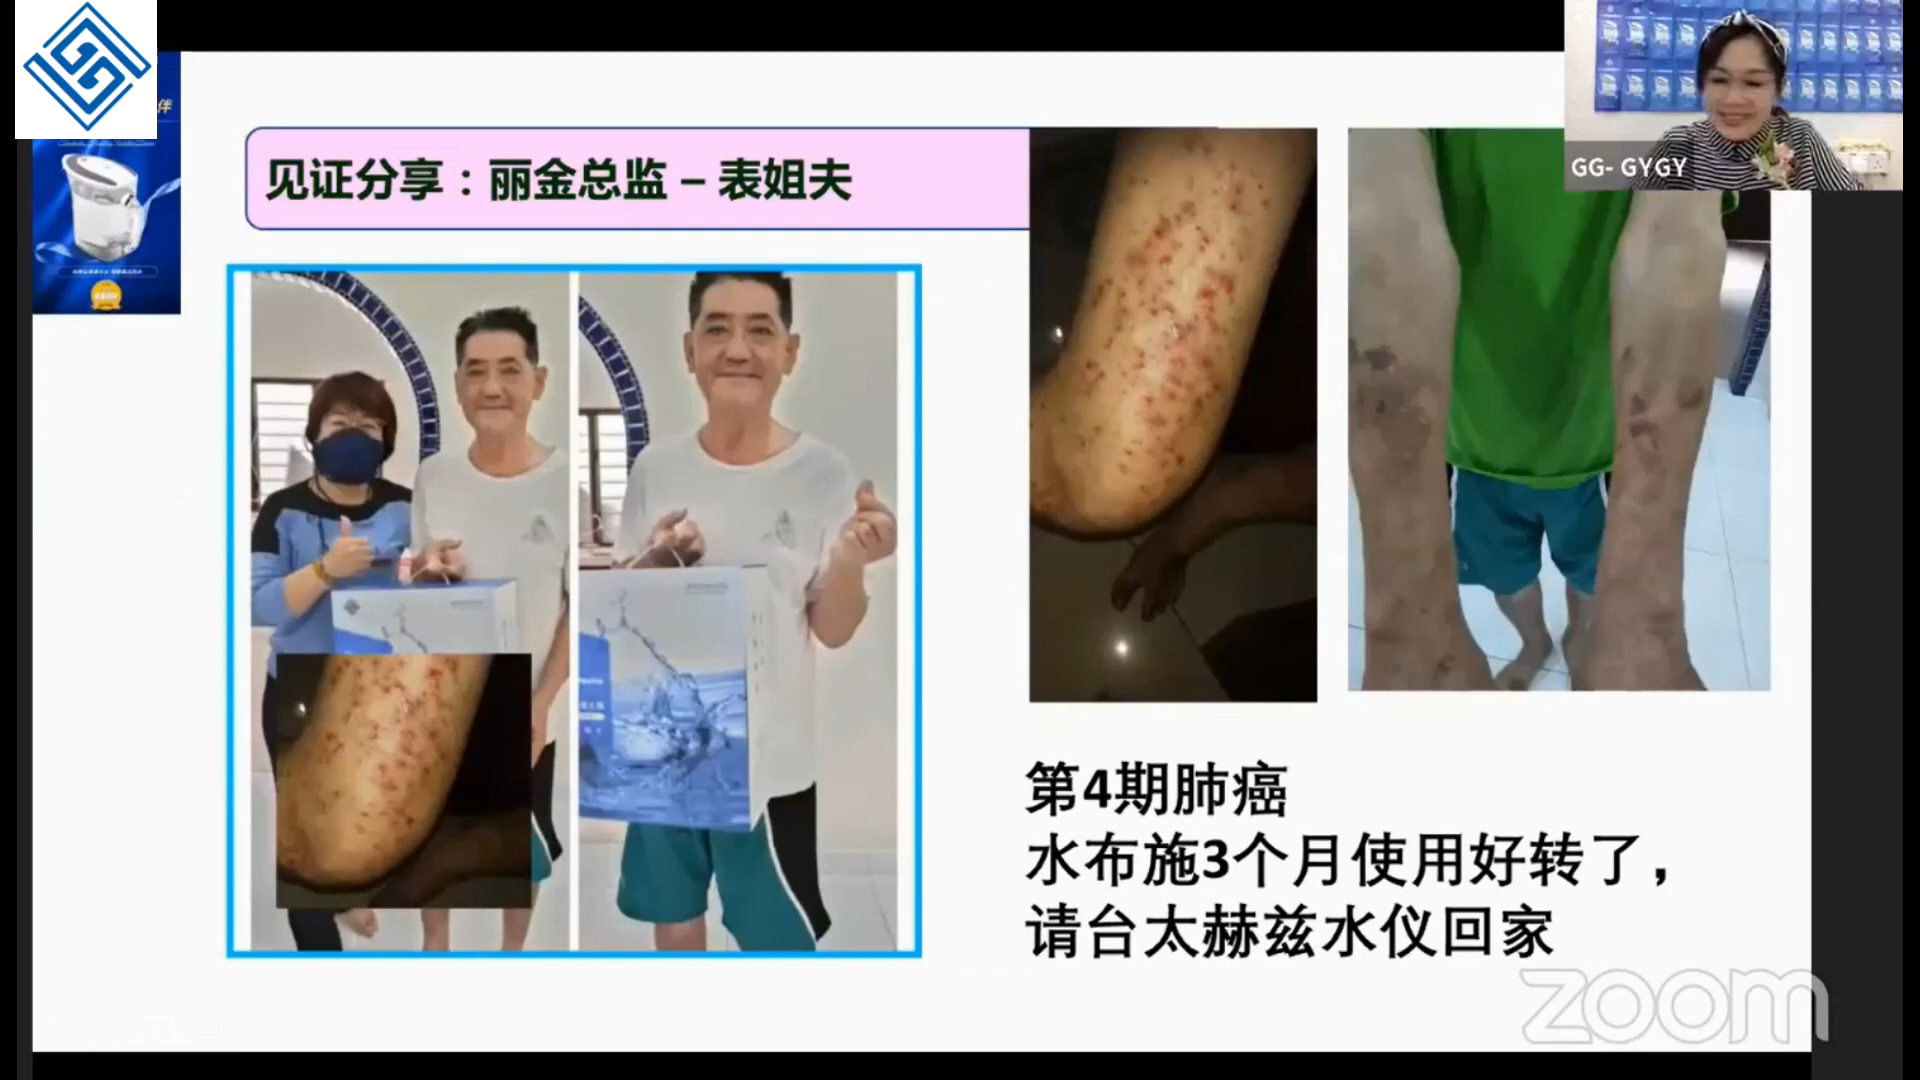 伴
GG- GYGY
见证分享：丽金总监 – 表姐夫
第4期肺癌
水布施3个月使用好转了，
请台太赫兹水仪回家
zoom